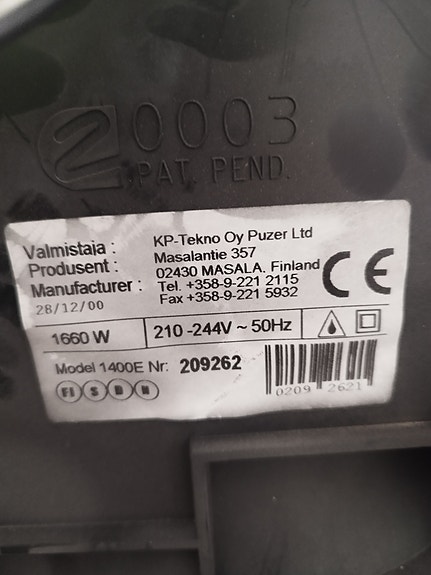 0003
PAT. PEND.
Valmistaja : KP-Tekno Oy Puzer Ltd
Produsent : Masalantie 357
Manufacturer : 02430 MASALA. Finland
Tel. +358-9-221 2115
28/12/00 Fax +358-9-221 5932
CE
1660 W 210 -244V ~ 50Hz
Model 1400E Nr: 209262
FI S D N
0209 2621